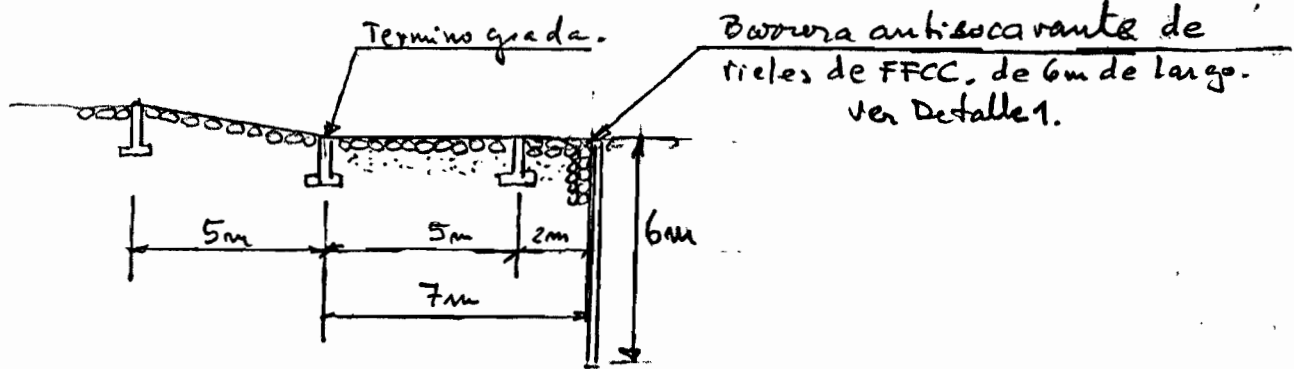 Termino grada.
Barrera antisocavante de
rieles de FFCC. de 6m de largo.
ver Detalle 1.
5m
5m
2m
6m
7m